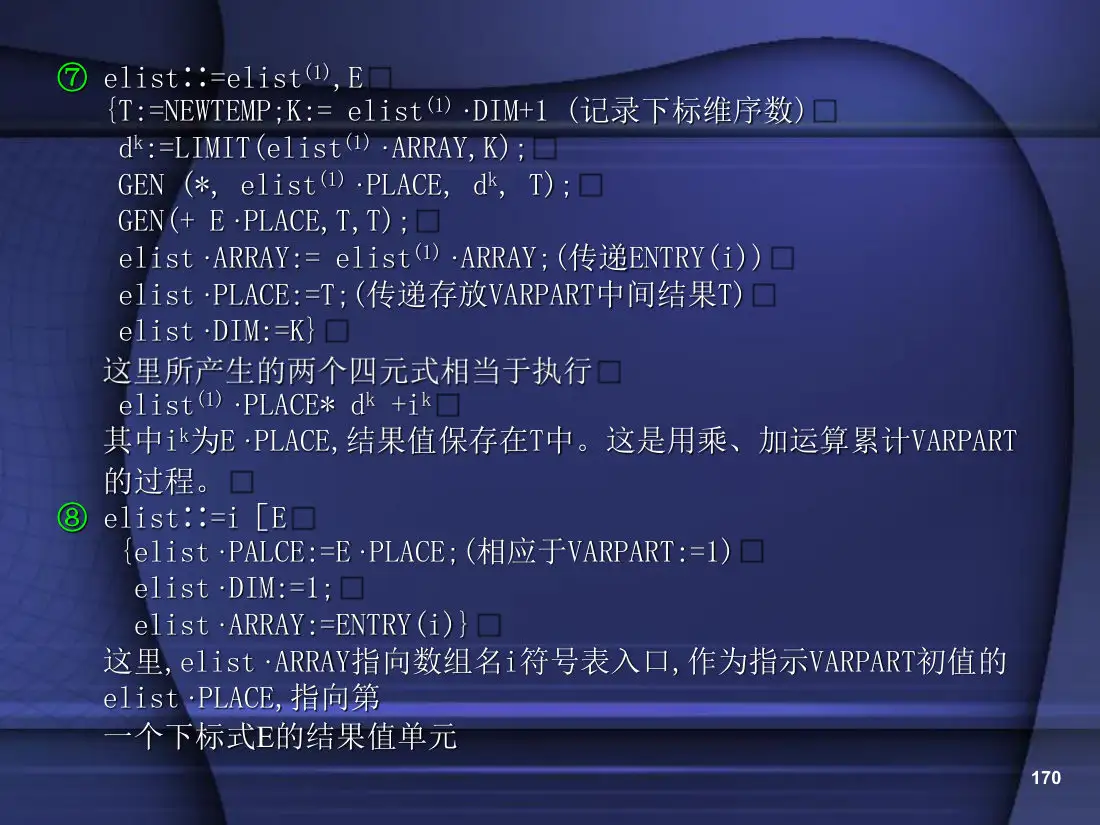 ⑦ elist::=elist⁽¹⁾,E□
{T:=NEWTEMP;K:= elist⁽¹⁾·DIM+1 (记录下标维序数)□
dᵏ:=LIMIT(elist⁽¹⁾·ARRAY,K);□
GEN (*, elist⁽¹⁾·PLACE, dᵏ, T);□
GEN(+ E·PLACE,T,T);□
elist·ARRAY:= elist⁽¹⁾·ARRAY;(传递ENTRY(i))□
elist·PLACE:=T;(传递存放VARPART中间结果T)□
elist·DIM:=K}□
这里所产生的两个四元式相当于执行□
elist⁽¹⁾·PLACE* dᵏ +iᵏ□
其中iᵏ为E·PLACE,结果值保存在T中。这是用乘、加运算累计VARPART
的过程。□
⑧ elist::=i [E□
{elist·PALCE:=E·PLACE;(相应于VARPART:=1)□
elist·DIM:=1;□
elist·ARRAY:=ENTRY(i)}□
这里,elist·ARRAY指向数组名i符号表入口,作为指示VARPART初值的
elist·PLACE,指向第
一个下标式E的结果值单元
170